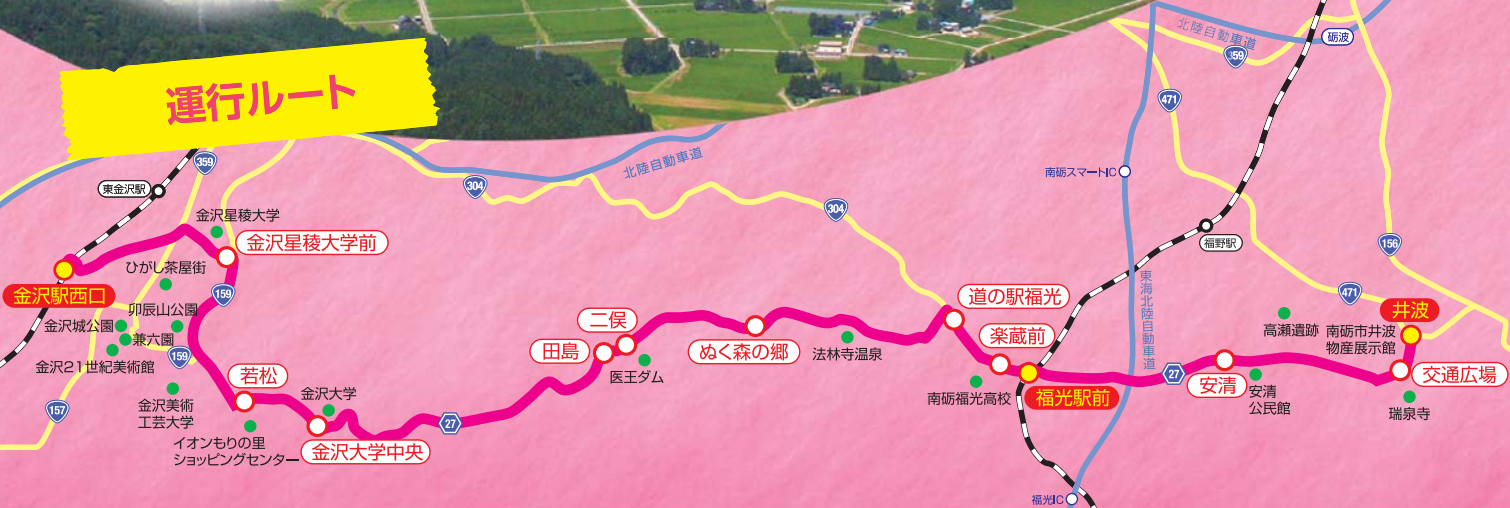 運行ルート
北陸自動車道
359
砺波
471
359
東金沢駅
304
北陸自動車道
304
南砺スマートIC
福野駅
156
471
東海北陸自動車道
金沢星稜大学
金沢星稜大学前
ひがし茶屋街
金沢駅西口
159
卯辰山公園
金沢城公園
兼六園
金沢21世紀美術館
159
157
金沢美術
工芸大学
若松
イオンもりの里
ショッピングセンター
金沢大学
金沢大学中央
27
田島
二俣
医王ダム
ぬく森の郷
法林寺温泉
道の駅福光
楽蔵前
南砺福光高校
福光駅前
27
福光IC
安清
安清
公民館
高瀬遺跡
南砺市井波
物産展示館
井波
交通広場
瑞泉寺